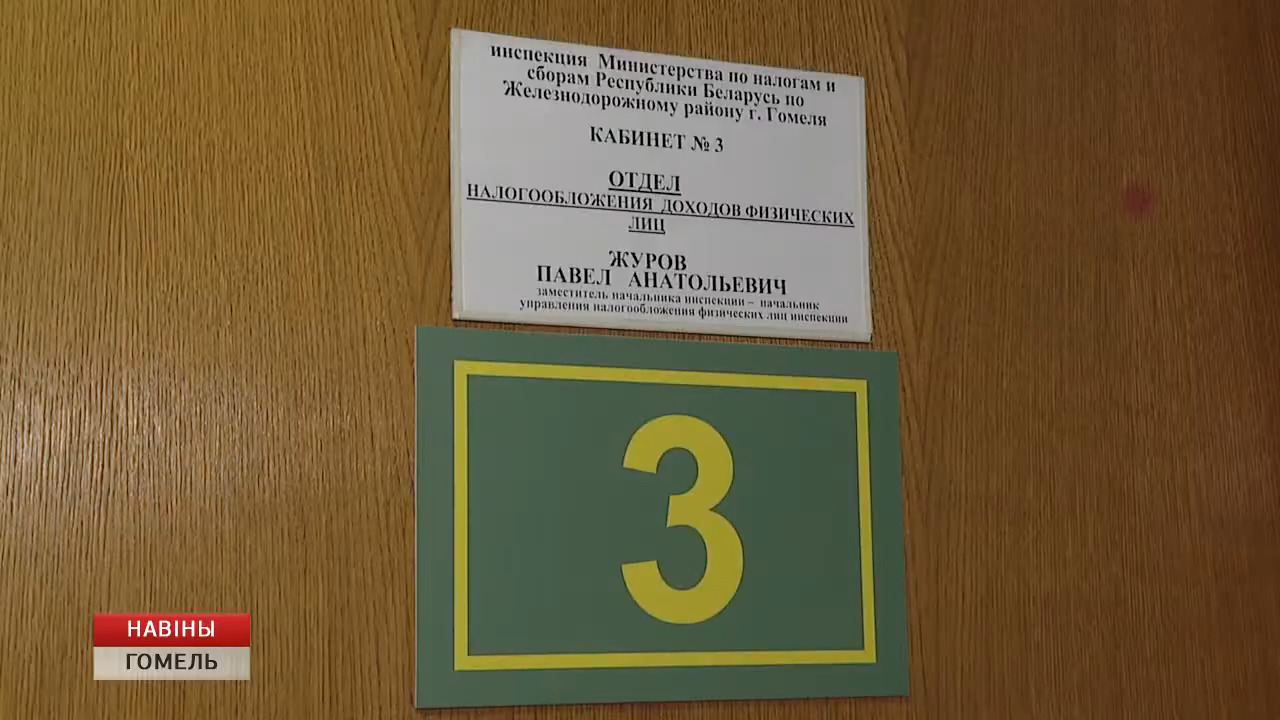 инспекция Министерства по налогам и
сборам Республики Беларусь по
Железнодорожному району г. Гомеля
КАБИНЕТ № 3
ОТДЕЛ
НАЛОГООБЛОЖЕНИЯ ДОХОДОВ ФИЗИЧЕСКИХ
ЛИЦ
ЖУРОВ
ПАВЕЛ АНАТОЛЬЕВИЧ
заместитель начальника инспекции – начальник
управления налогообложения физических лиц инспекции
3
НАВІНЫ
ГОМЕЛЬ